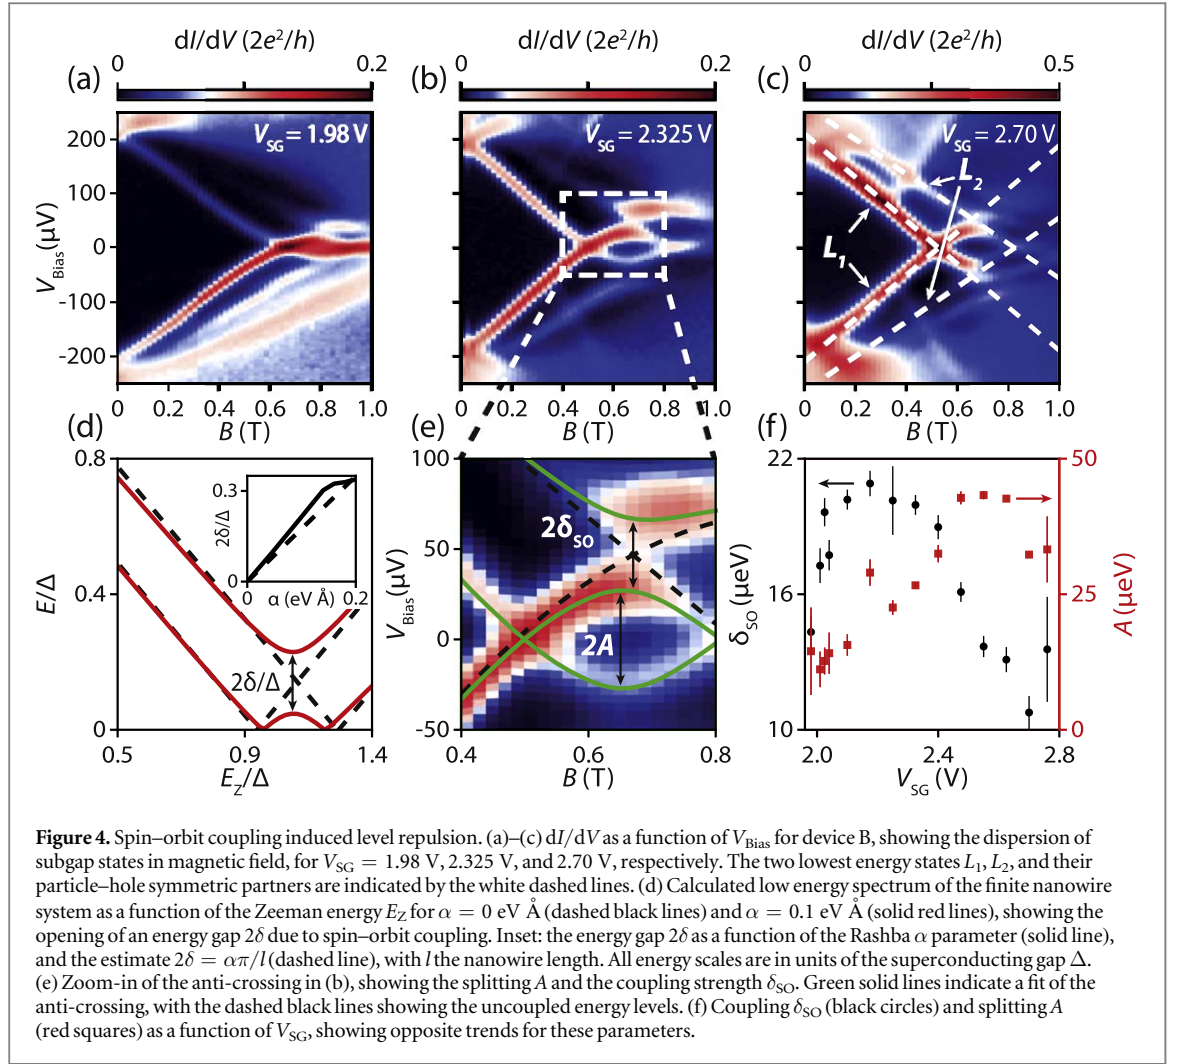 dI/dV (2e²/h) dI/dV (2e²/h) dI/dV (2e²/h)
0 0.2 0 0.2 0 0.5
(a) (b) (c)
V_SG = 1.98 V V_SG = 2.325 V V_SG = 2.70 V
200
100
0
-100
-200
V_Bias (μV)
L₁
L₂
0 0.2 0.4 0.6 0.8 1.0 0 0.2 0.4 0.6 0.8 1.0 0 0.2 0.4 0.6 0.8 1.0
B (T) B (T) B (T)
(d) (e) (f)
0.8
0.4
0
E/Δ
0.3
0
2δ/Δ
0 0.2
α (eV Å)
2δ/Δ
0.5 0.9 1.4
E_Z/Δ
100
50
0
-50
V_Bias (μV)
2δ_SO
2A
0.4 0.6 0.8
B (T)
22
16
10
δ_SO (μeV)
50
25
0
A (μeV)
2.0 2.4 2.8
V_SG (V)
Figure 4. Spin–orbit coupling induced level repulsion. (a)–(c) dI/dV as a function of V_Bias for device B, showing the dispersion of
subgap states in magnetic field, for V_SG = 1.98 V, 2.325 V, and 2.70 V, respectively. The two lowest energy states L₁, L₂, and their
particle–hole symmetric partners are indicated by the white dashed lines. (d) Calculated low energy spectrum of the finite nanowire
system as a function of the Zeeman energy E_Z for α = 0 eV Å (dashed black lines) and α = 0.1 eV Å (solid red lines), showing the
opening of an energy gap 2δ due to spin–orbit coupling. Inset: the energy gap 2δ as a function of the Rashba α parameter (solid line),
and the estimate 2δ = απ/l (dashed line), with l the nanowire length. All energy scales are in units of the superconducting gap Δ.
(e) Zoom-in of the anti-crossing in (b), showing the splitting A and the coupling strength δ_SO. Green solid lines indicate a fit of the
anti-crossing, with the dashed black lines showing the uncoupled energy levels. (f) Coupling δ_SO (black circles) and splitting A
(red squares) as a function of V_SG, showing opposite trends for these parameters.